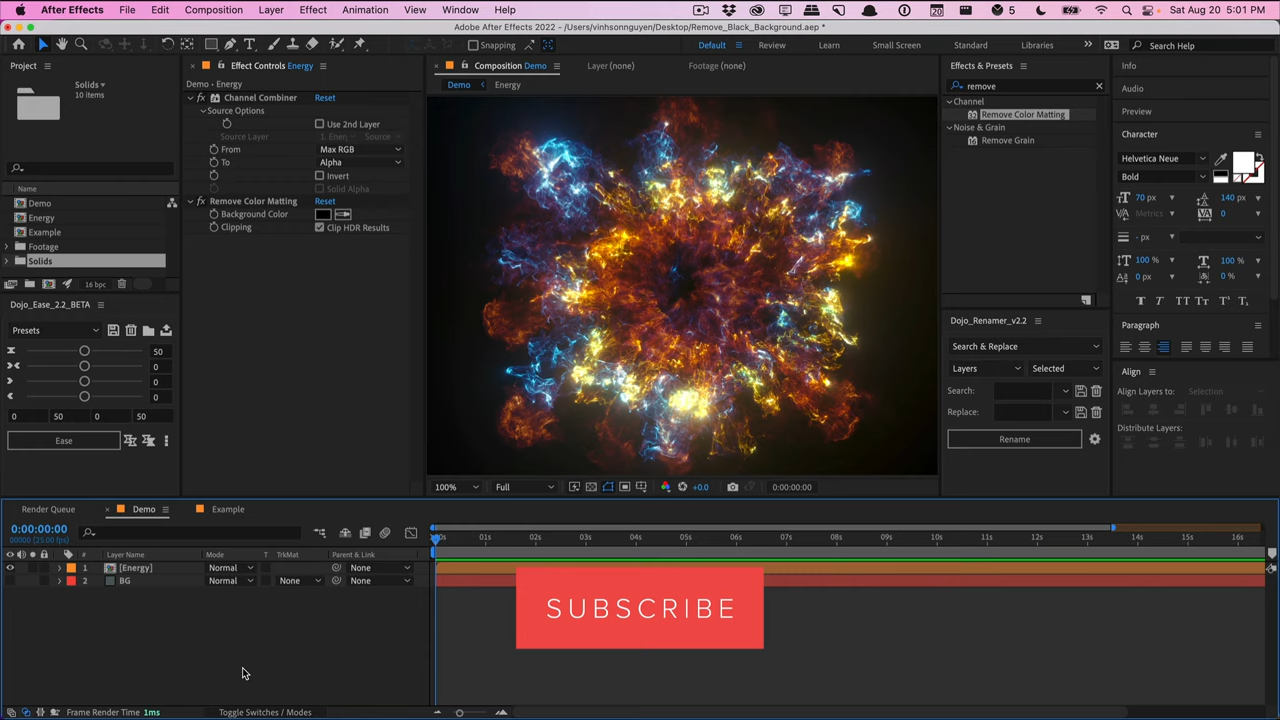 After Effects File Edit Composition Layer Effect Animation View Window Help 5 Sat Aug 20 5:01 PM
Adobe After Effects 2022 - /Users/vinhsonnguyen/Desktop/Remove_Black_Background.aep *
Snapping Default Review Learn Small Screen Standard Libraries Search Help
Project
Solids
10 items
Name
Demo
Energy
Example
Footage
Solids
16 bpc
Dojo_Ease_2.2_BETA
Presets
50
0
0
0
0 50 0 50
Ease
Effect Controls Energy
Demo · Energy
fx Channel Combiner Reset
Source Options
Use 2nd Layer
Source Layer 1. Ener Source
From Max RGB
To Alpha
Invert
Solid Alpha
fx Remove Color Matting Reset
Background Color
Clipping Clip HDR Results
Composition Demo Layer (none) Footage (none)
Demo Energy
100% Full +0.0 0:00:00:00
Effects & Presets
remove
Channel
Remove Color Matting
Noise & Grain
Remove Grain
Dojo_Renamer_v2.2
Search & Replace
Layers Selected
Search:
Replace:
Rename
Info
Audio
Preview
Character
Helvetica Neue
Bold
70 px 140 px
Metrics 0
- px
100 % 100 %
0 px 0 %
Paragraph
Align
Align Layers to: Selection
Distribute Layers:
Render Queue Demo Example
0:00:00:00
00000 (25.00 fps)
# Layer Name Mode T TrkMat Parent & Link
1 [Energy] Normal None
2 BG Normal None None
01s 02s 03s 04s 05s 06s 07s 08s 09s 10s 11s 12s 13s 14s 15s 16s
SUBSCRIBE
Frame Render Time 1ms Toggle Switches / Modes